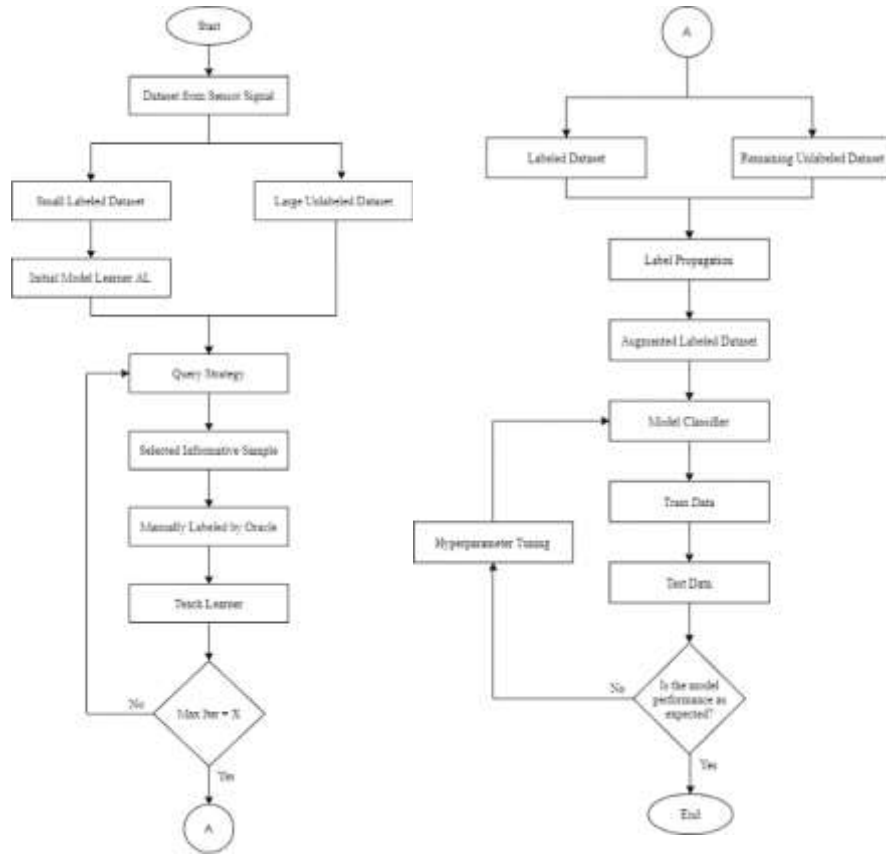 Start
Dataset from Sensor Signal
Small Labeled Dataset
Large Unlabeled Dataset
Initial Model Learner AL
Query Strategy
Selected Informative Sample
Manually Labeled by Oracle
Teach Learner
No
Max Iter = X
Yes
A
A
Labeled Dataset
Remaining Unlabeled Dataset
Label Propagation
Augmented Labeled Dataset
Model Classifier
Train Data
Hyperparameter Tuning
Test Data
No
Is the model
performance as
expected?
Yes
End